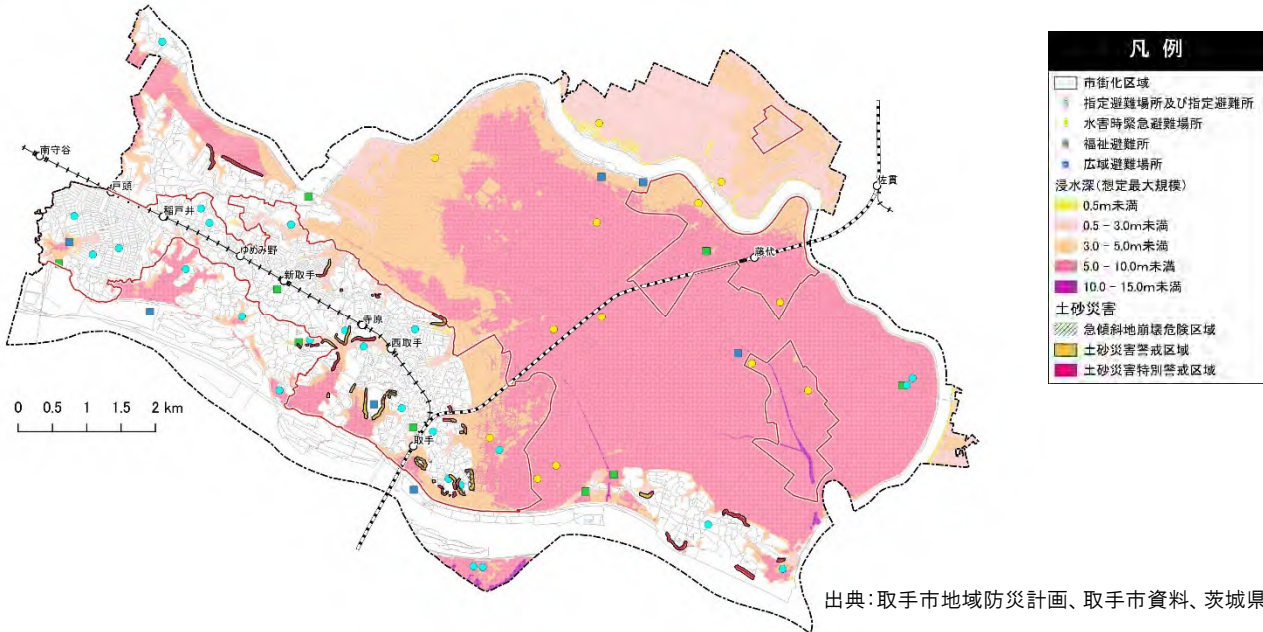 南守谷
戸頭
稲戸井
ゆめみ野
新取手
寺原
西取手
取手
藤代
佐貫
0 0.5 1 1.5 2 km
凡 例
市街化区域
指定避難場所及び指定避難所
水害時緊急避難場所
福祉避難所
広域避難場所
浸水深(想定最大規模)
0.5m未満
0.5 - 3.0m未満
3.0 - 5.0m未満
5.0 - 10.0m未満
10.0 - 15.0m未満
土砂災害
急傾斜地崩壊危険区域
土砂災害警戒区域
土砂災害特別警戒区域
出典:取手市地域防災計画、取手市資料、茨城県